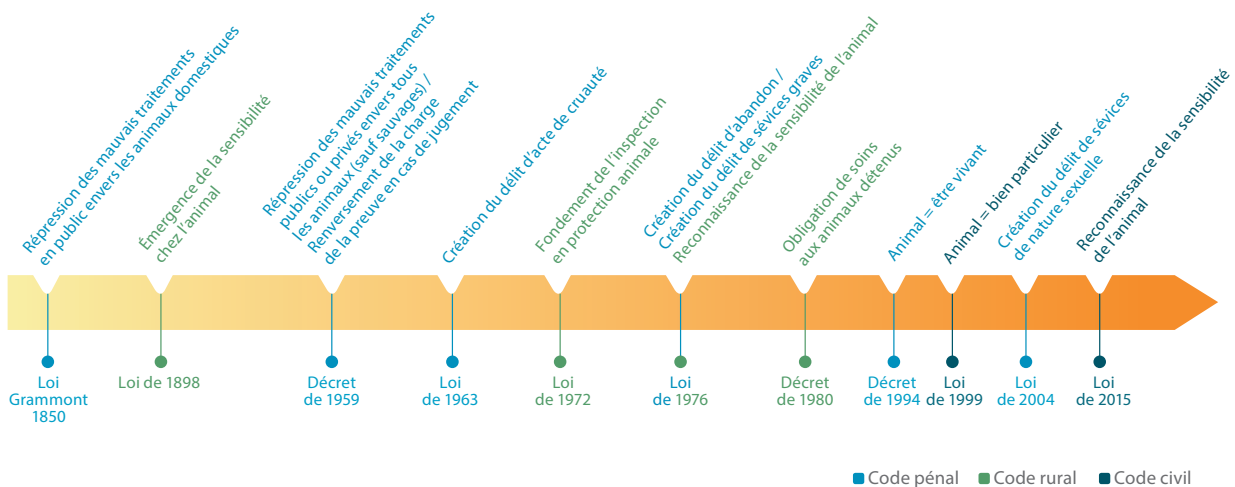 Répression des mauvais traitements
en public envers les animaux domestiques
Émergence de la sensibilité
chez l'animal
Répression des mauvais traitements
publics ou privés envers tous
les animaux (sauf sauvages) /
Renversement de la charge
de la preuve en cas de jugement
Création du délit d'acte de cruauté
Fondement de l'inspection
en protection animale
Création du délit d'abandon /
Création du délit de sévices graves
Reconnaissance de la sensibilité de l'animal
Obligation de soins
aux animaux détenus
Animal = être vivant
Animal = bien particulier
Création du délit de sévices
de nature sexuelle
Reconnaissance de la sensibilité
de l'animal
Loi
Grammont
1850
Loi de 1898
Décret
de 1959
Loi
de 1963
Loi
de 1972
Loi
de 1976
Décret
de 1980
Décret
de 1994
Loi
de 1999
Loi
de 2004
Loi
de 2015
Code pénal
Code rural
Code civil